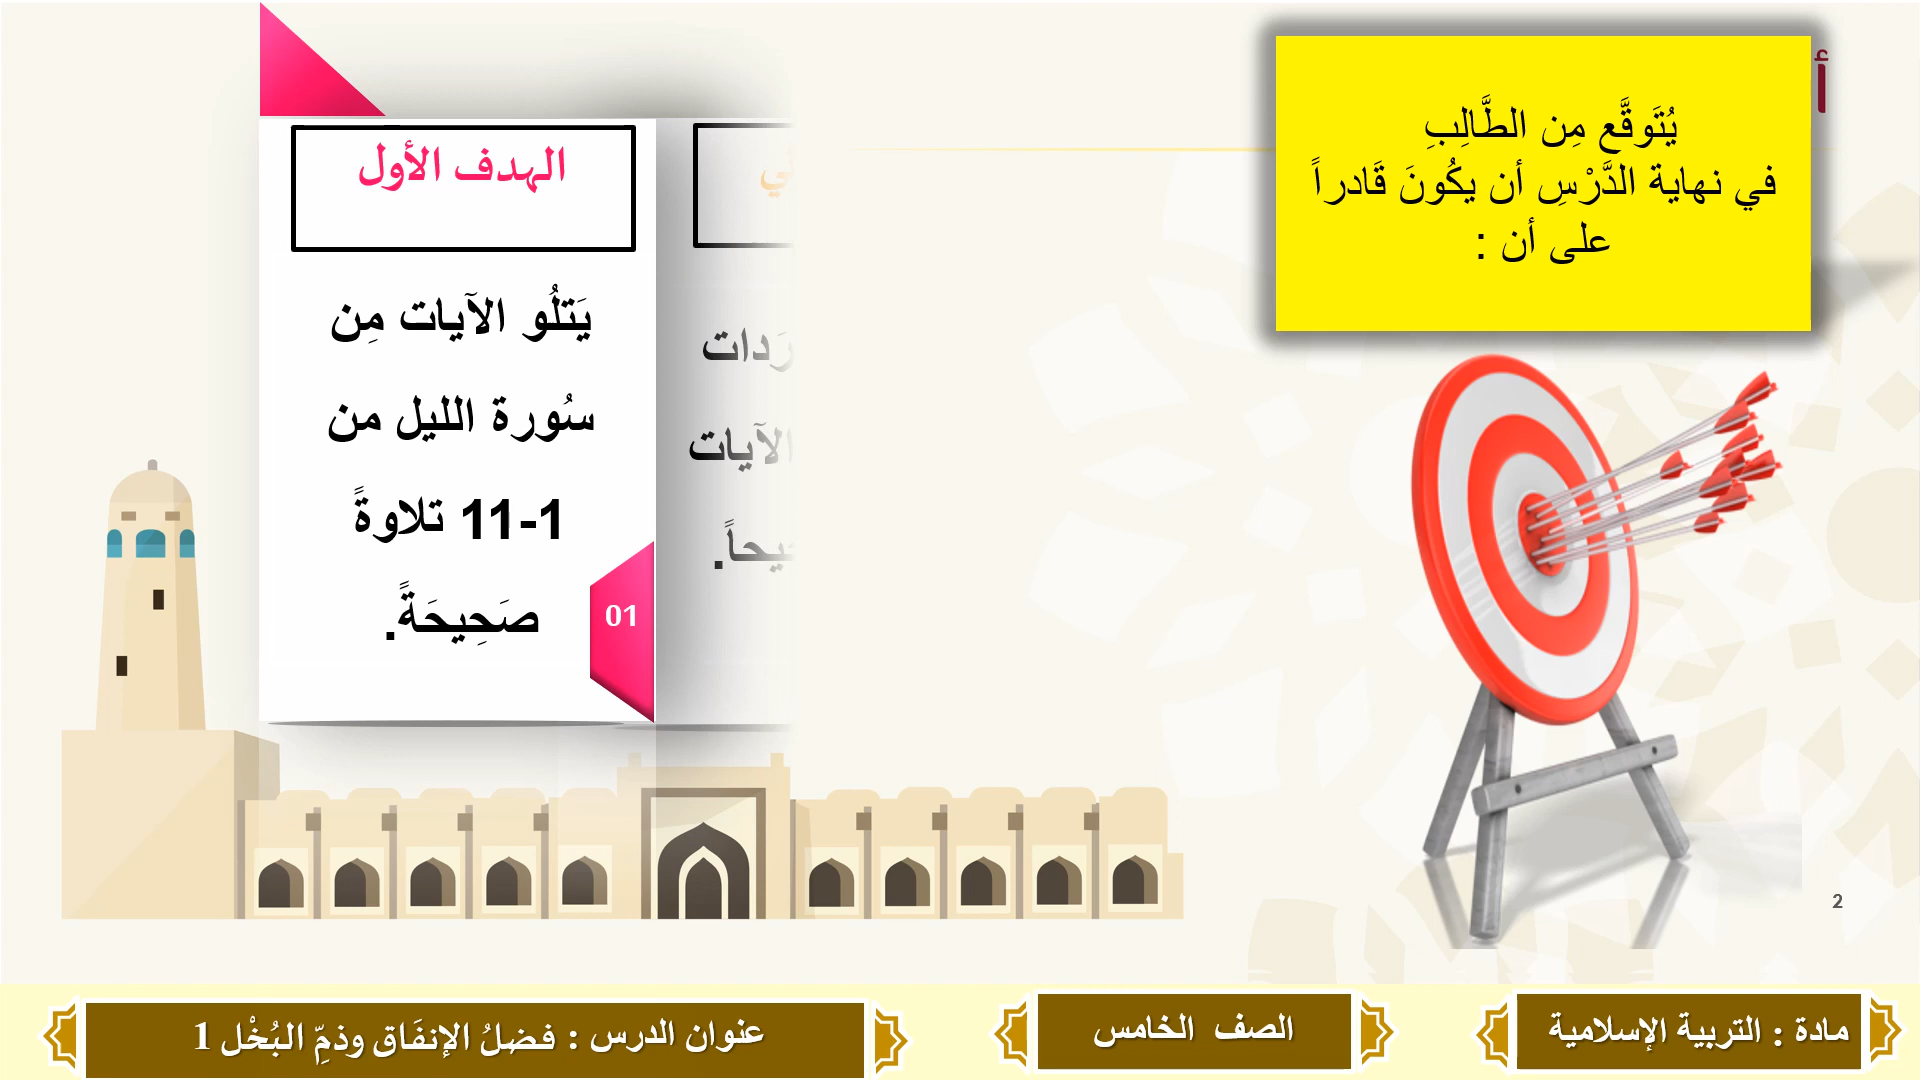 يُتَوقَّع مِن الطَّالِبِ
في نهاية الدَّرْسِ أن يكُونَ قَادراً
على أن :
الهدف الأول
يَتلُو الآيات مِن
سُورة الليل من
1-11 تلاوةً
صَحِيحَةً.
01
الآيات
2
مادة : التربية الإسلامية
الصف الخامس
عنوان الدرس : فضلُ الإنفَاق وذمِّ البُخْل 1